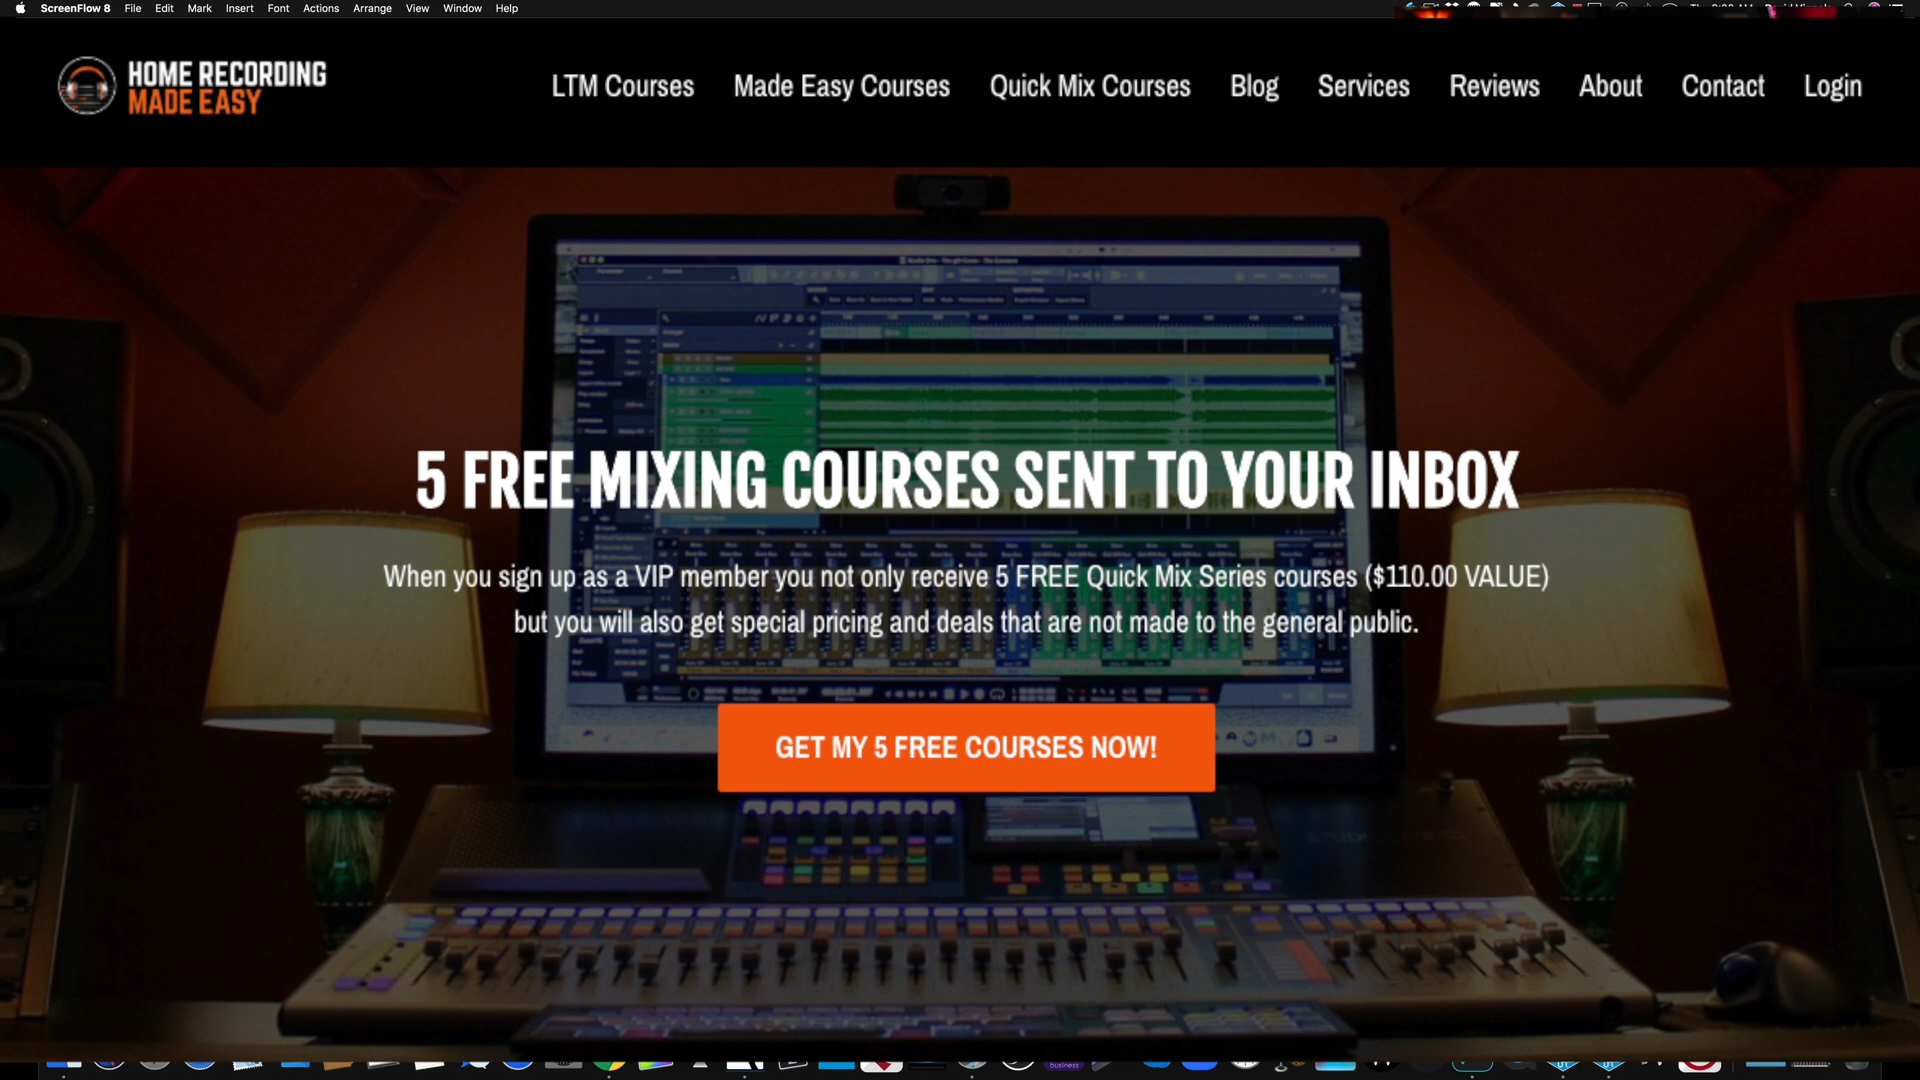 ScreenFlow 8 File Edit Mark Insert Font Actions Arrange View Window Help
HOME RECORDING
MADE EASY
LTM Courses Made Easy Courses Quick Mix Courses Blog Services Reviews About Contact Login
5 FREE MIXING COURSES SENT TO YOUR INBOX
When you sign up as a VIP member you not only receive 5 FREE Quick Mix Series courses ($110.00 VALUE)
but you will also get special pricing and deals that are not made to the general public.
GET MY 5 FREE COURSES NOW!
business